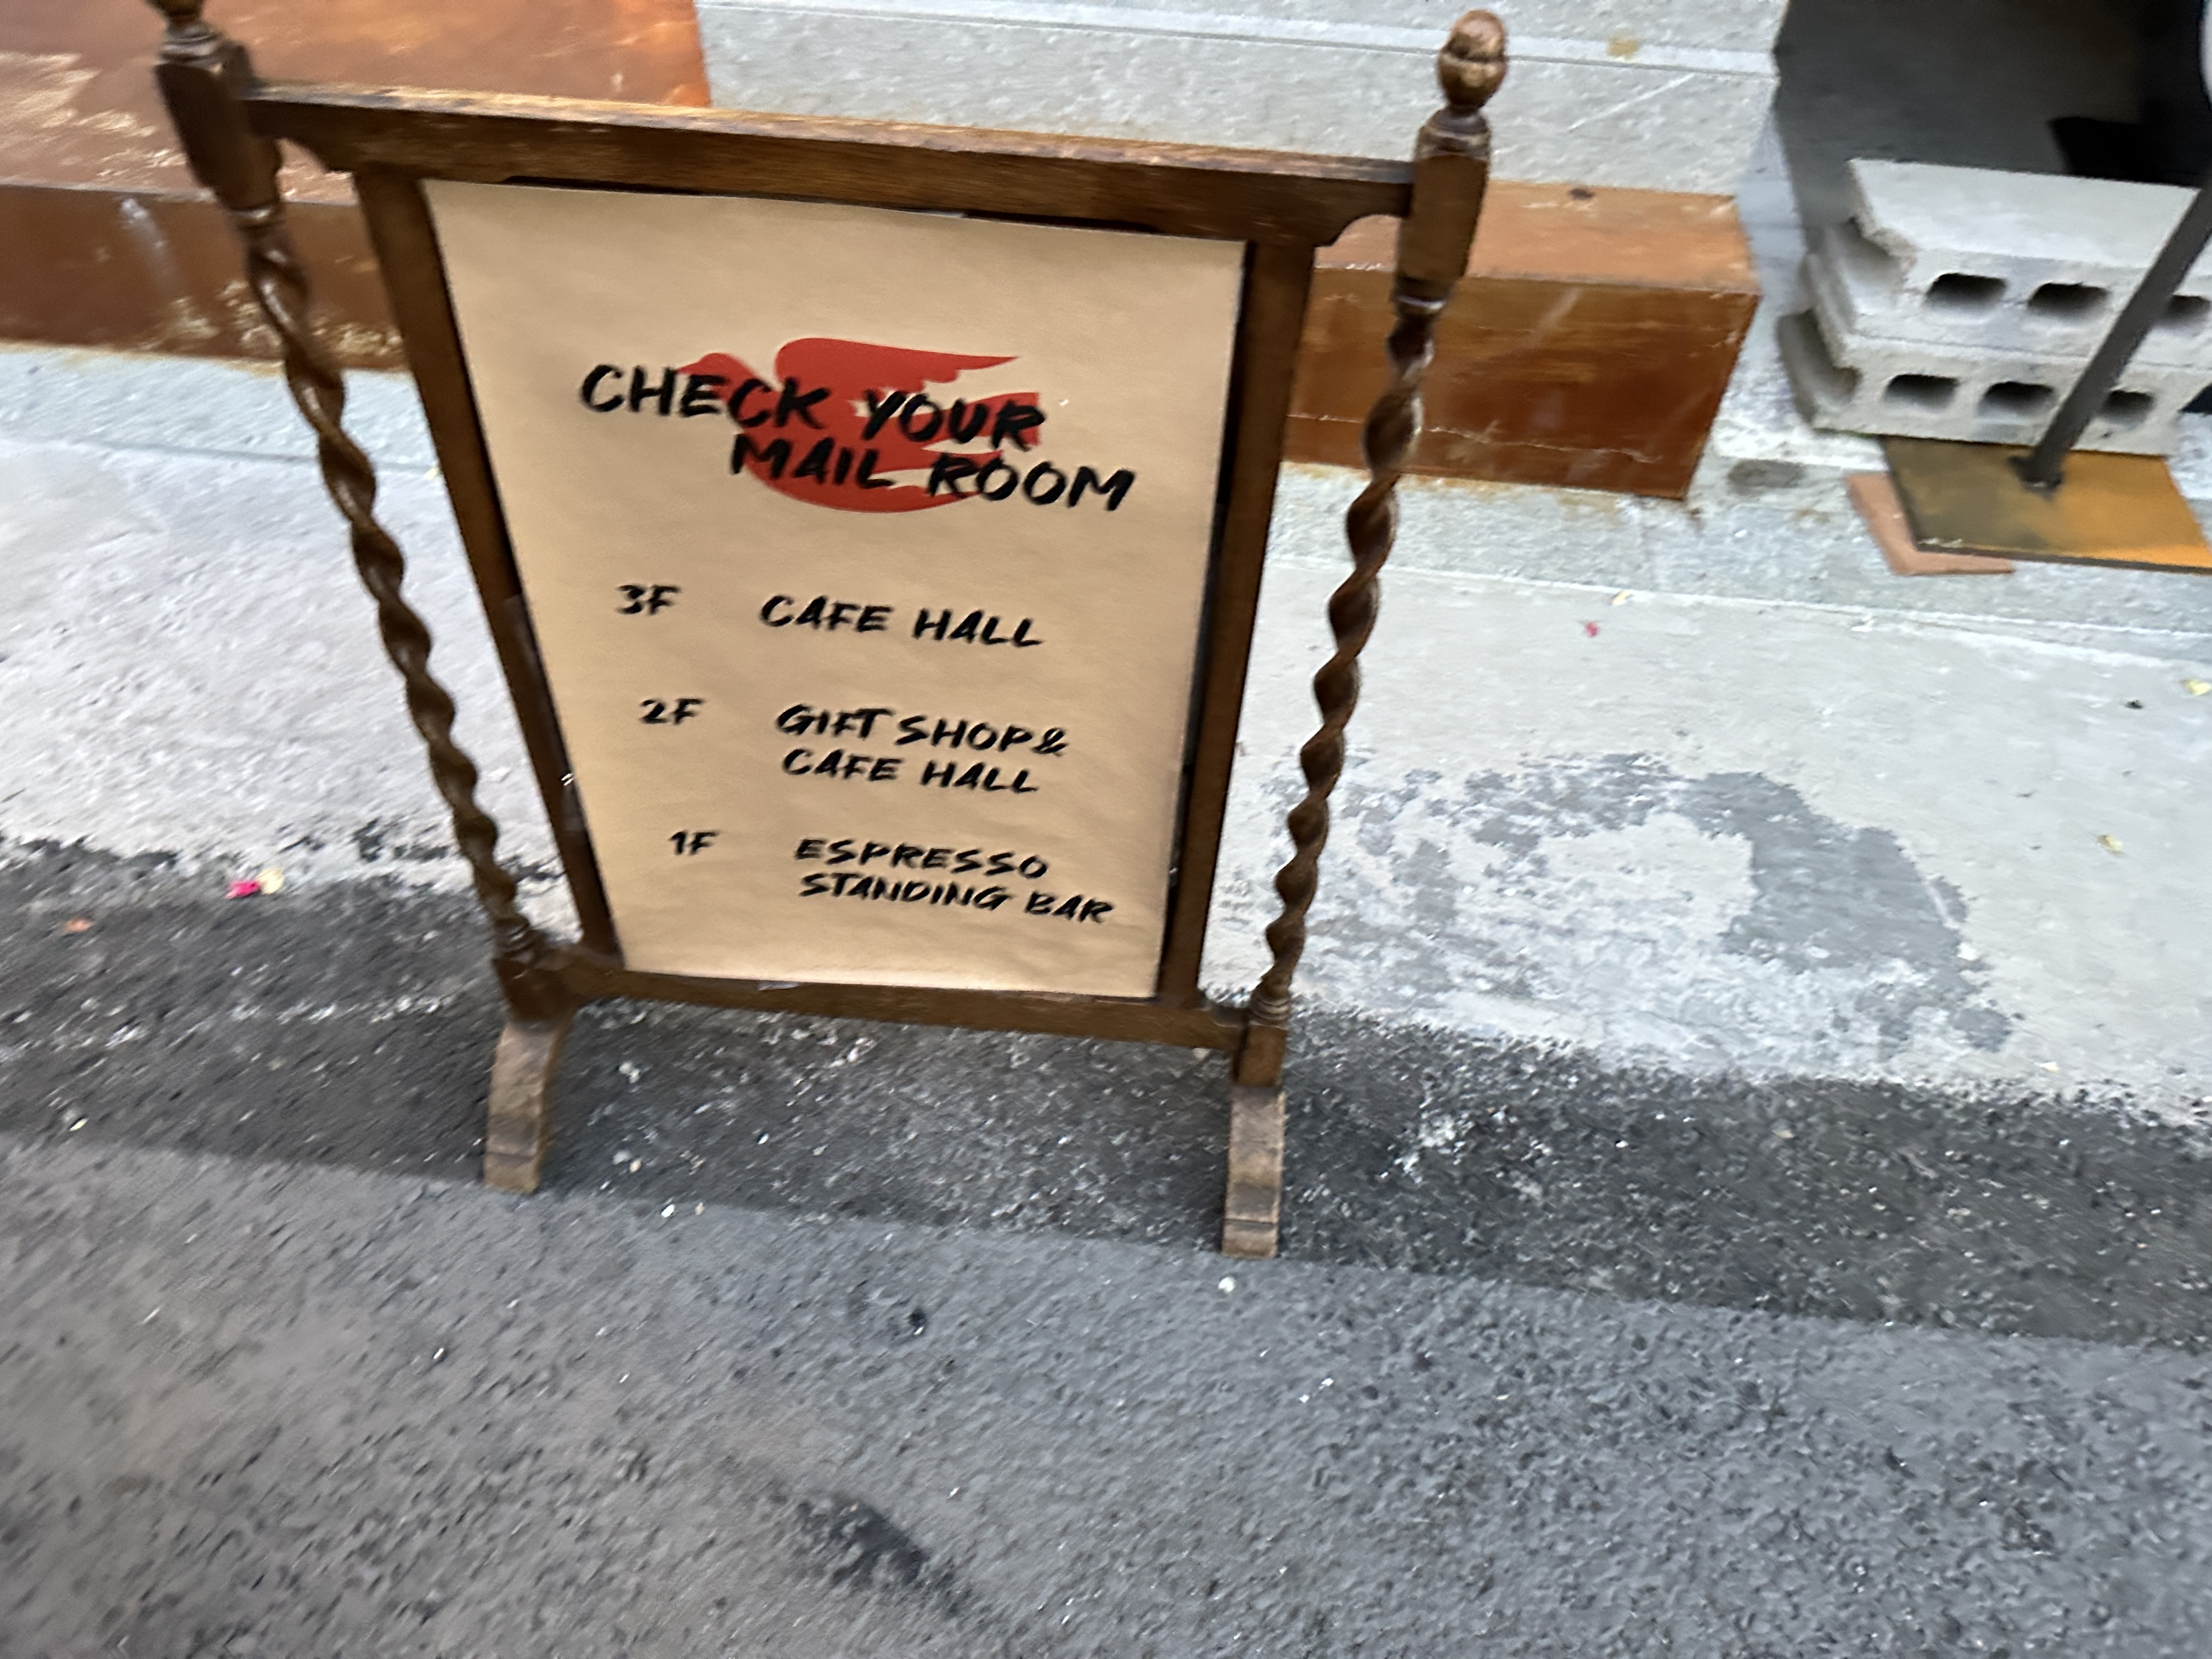 CHECK YOUR
MAIL ROOM
3F CAFE HALL
2F GIFT SHOP&
CAFE HALL
1F ESPRESSO
STANDING BAR